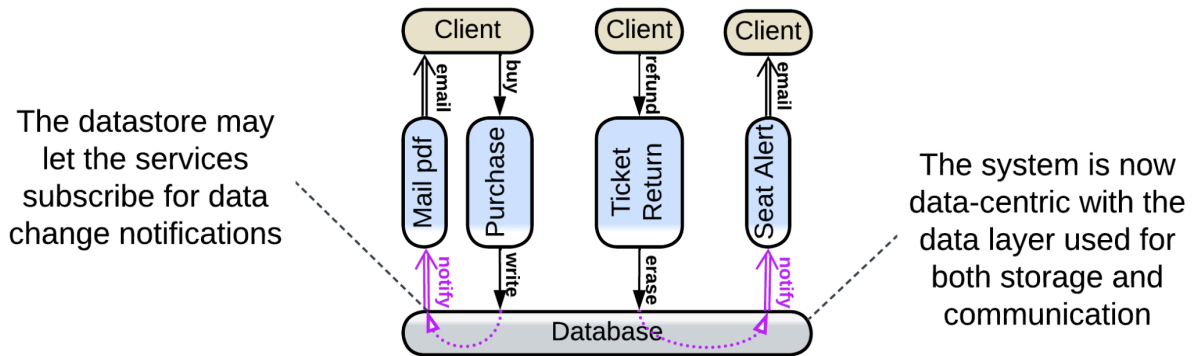 Client
Client
Client
email
buy
refund
email
The datastore may
let the services
subscribe for data
change notifications
Mail pdf
Purchase
Ticket
Return
Seat Alert
The system is now
data-centric with the
data layer used for
both storage and
communication
notify
write
erase
notify
Database